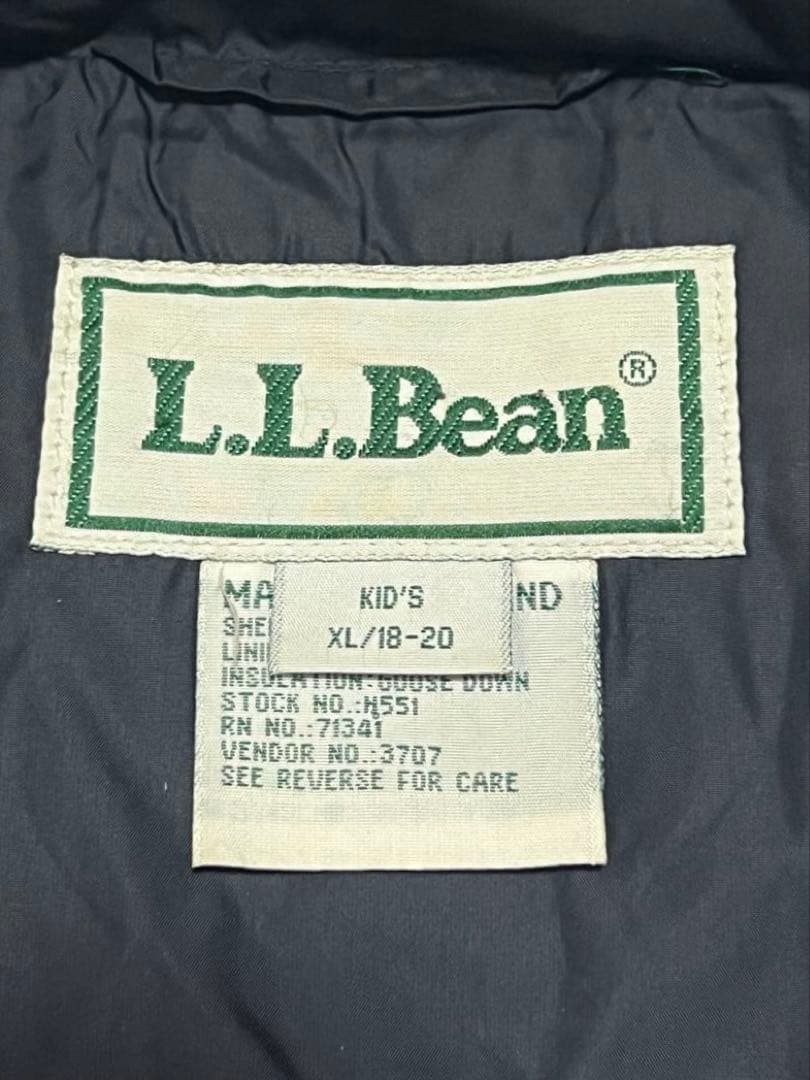 L.L.Bean®
KID'S
XL/18-20
MA ND
SHE
LINI
INSULATION:GOOSE DOWN
STOCK NO.:H551
RN NO.:71341
VENDOR NO.:3707
SEE REVERSE FOR CARE